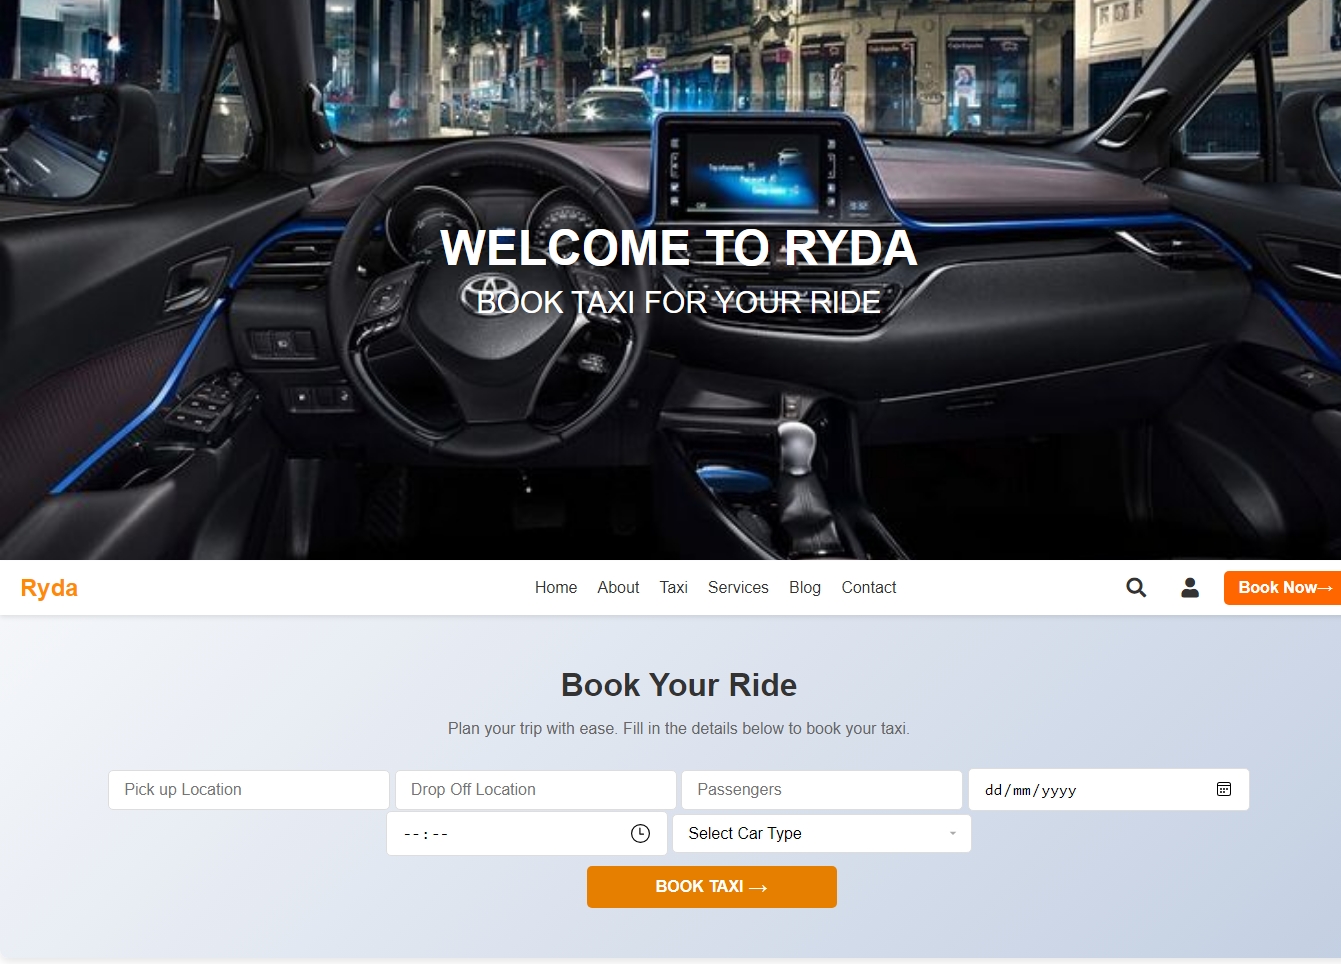 WELCOME TO RYDA
BOOK TAXI FOR YOUR RIDE
Ryda
Home About Taxi Services Blog Contact
Book Now→
Book Your Ride
Plan your trip with ease. Fill in the details below to book your taxi.
Pick up Location Drop Off Location Passengers dd/mm/yyyy
--:-- Select Car Type
BOOK TAXI →